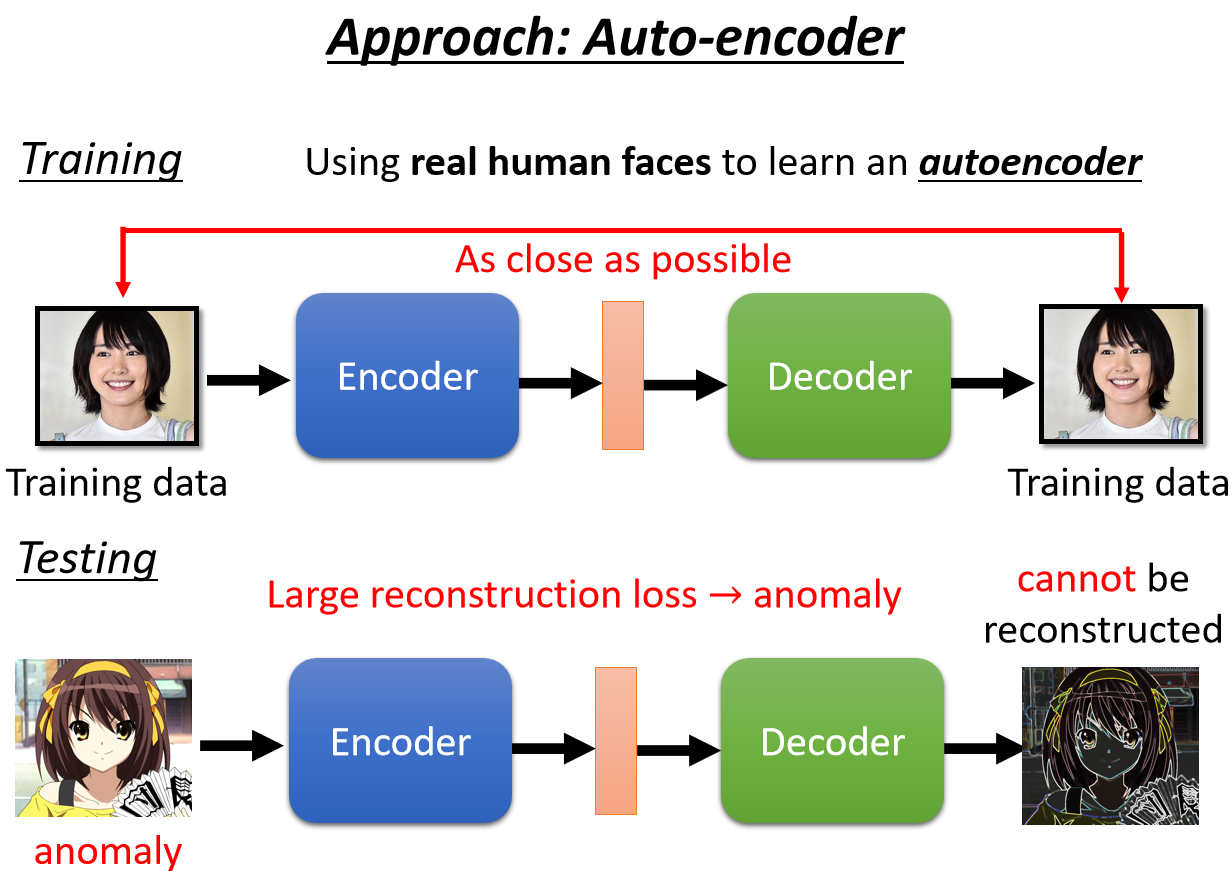 Approach: Auto-encoder
Training
Using real human faces to learn an autoencoder
As close as possible
Encoder
Decoder
Training data
Training data
Testing
Large reconstruction loss → anomaly
cannot be
reconstructed
Encoder
Decoder
anomaly